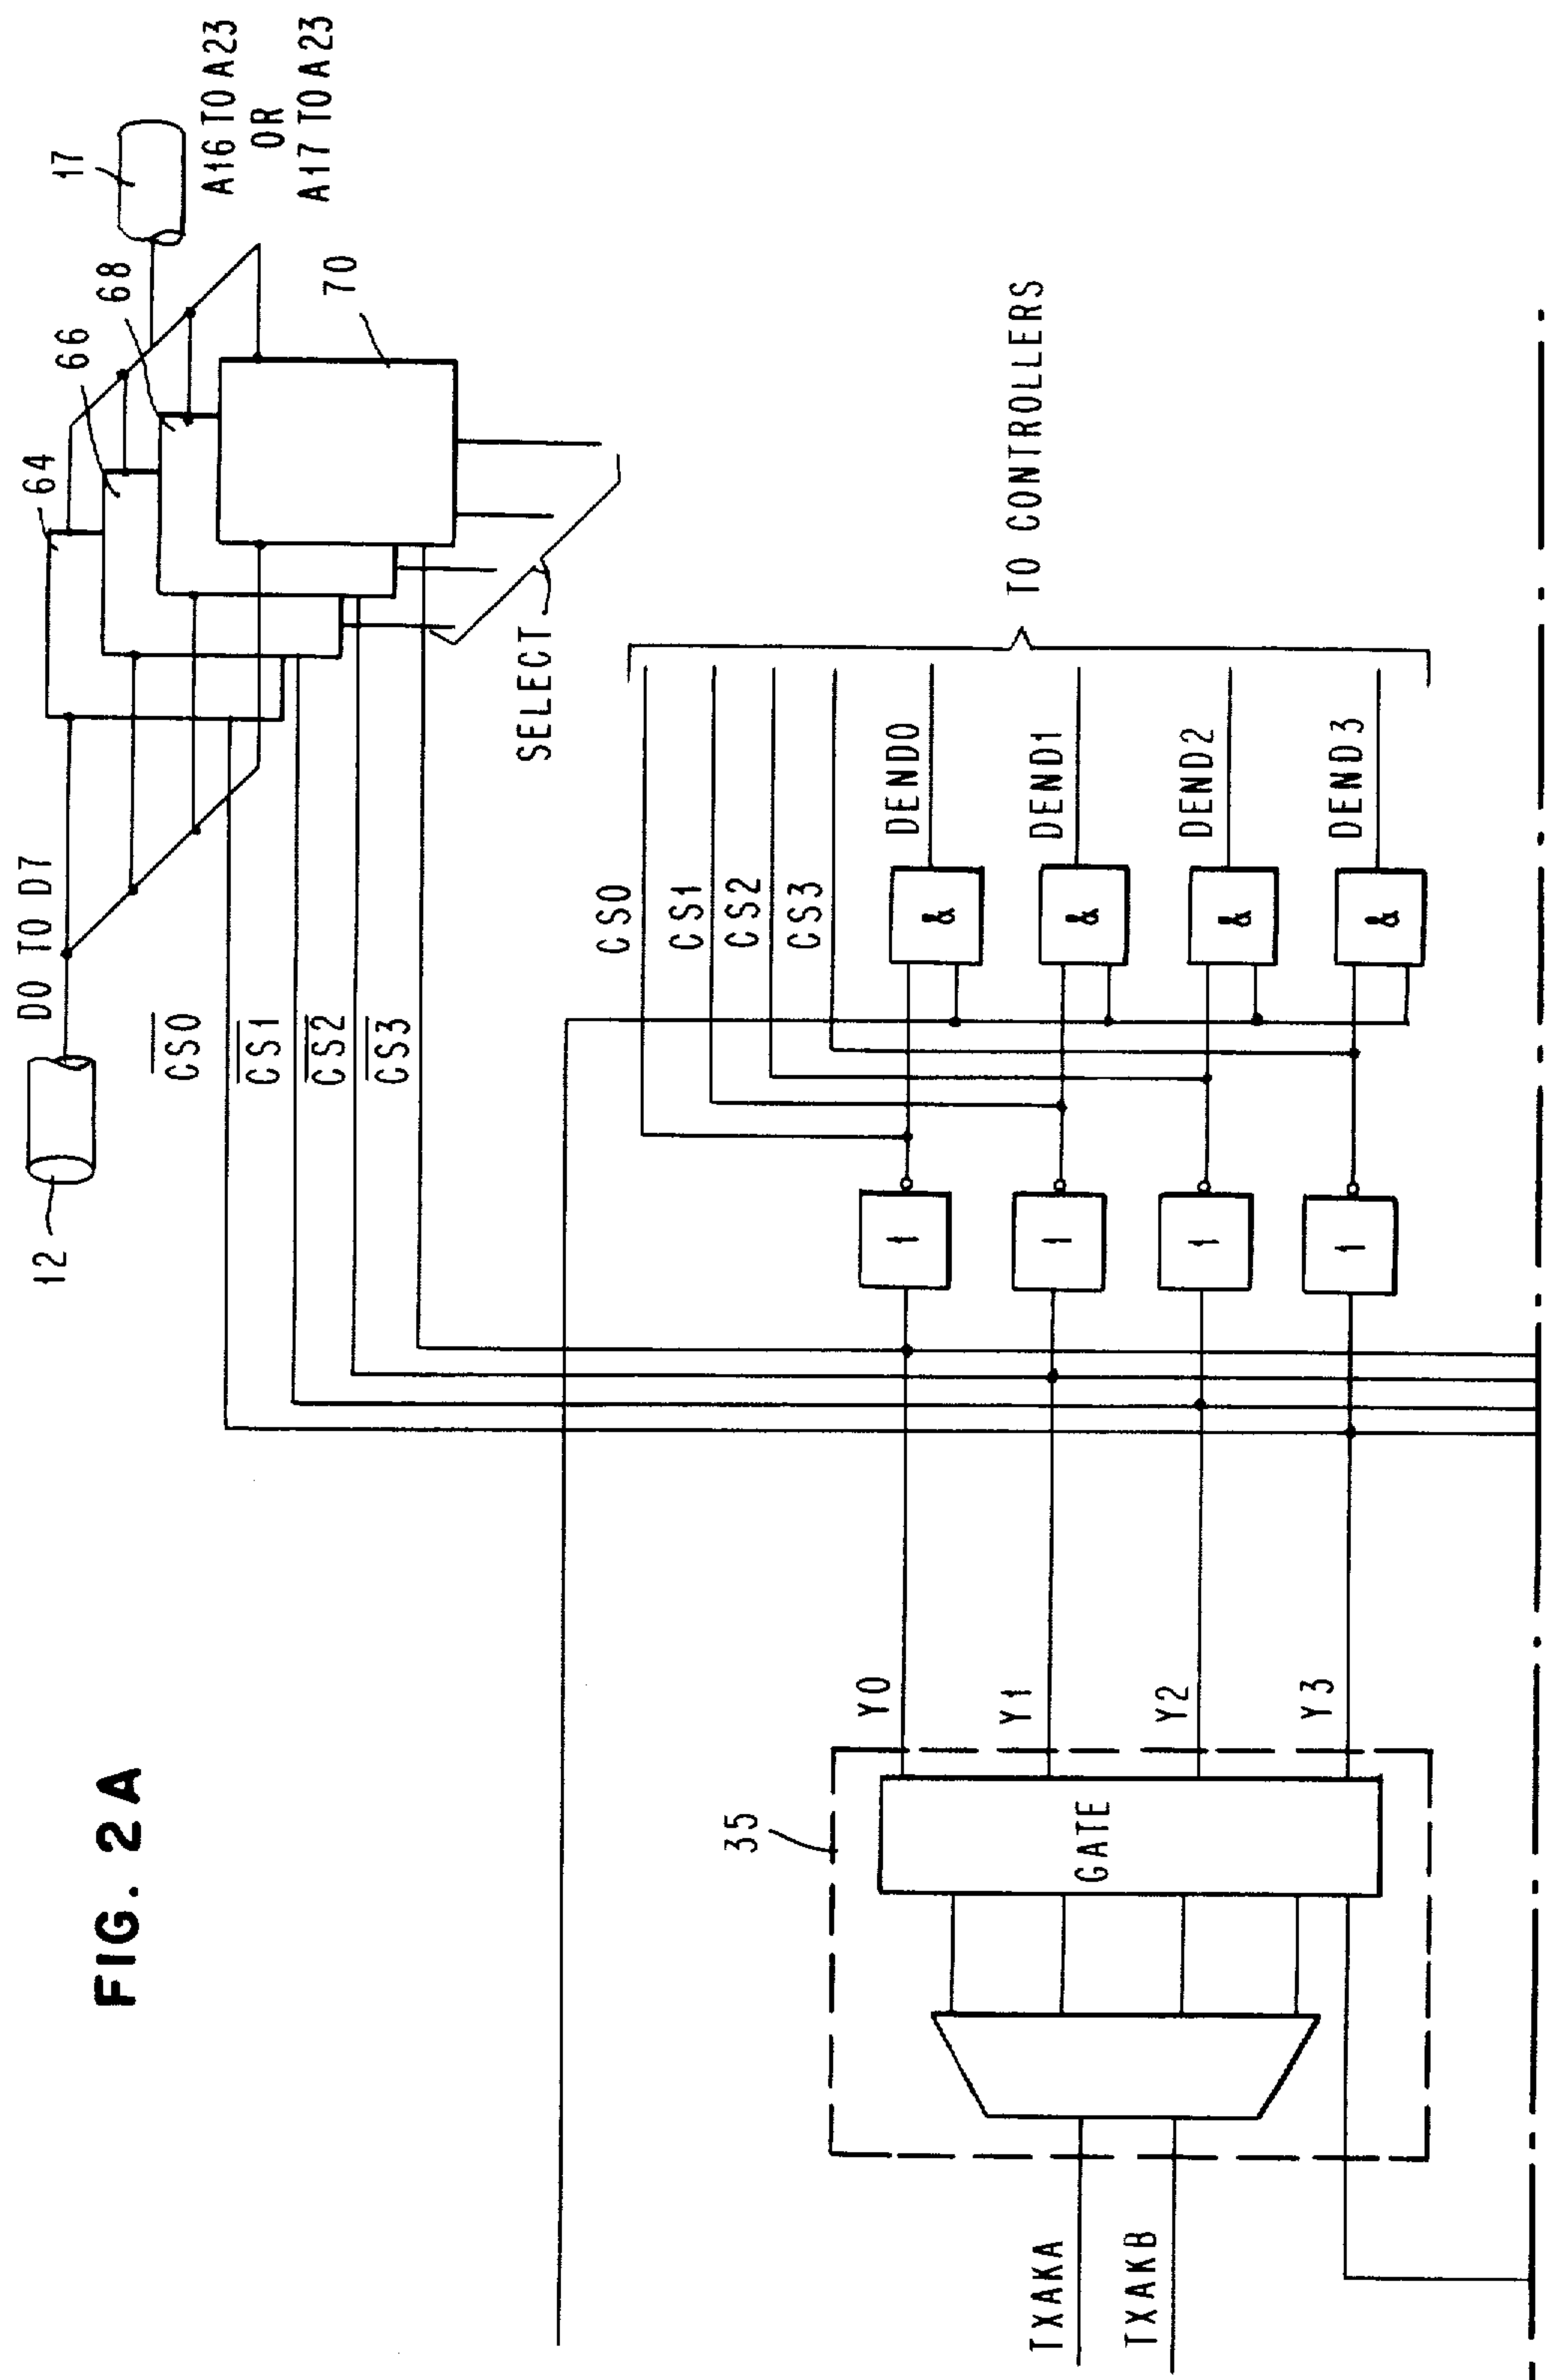 FIG. 2A
12
D0 TO D7
64
66
68
17
A16 TO A23
OR
A17 TO A23
70
SELECT
CS0
CS1
CS2
CS3
CS0
CS1
CS2
CS3
TO CONTROLLERS
DEND0
DEND1
DEND2
DEND3
&
&
&
&
1
1
1
1
Y0
Y1
Y2
Y3
35
GATE
TXAKA
TXAKB